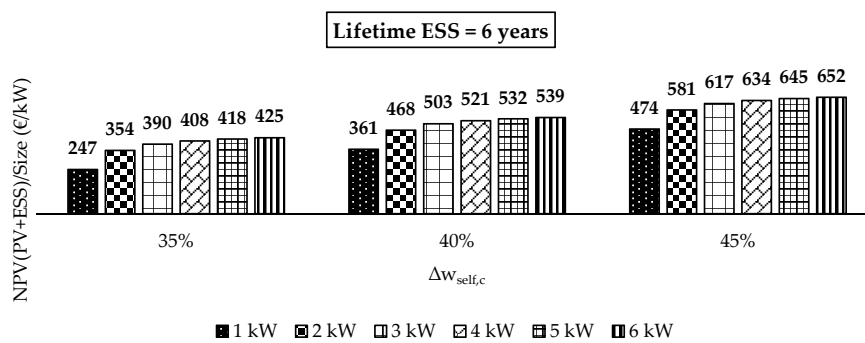 Lifetime ESS = 6 years
NPV(PV+ESS)/Size (€/kW)
247 354 390 408 418 425
361 468 503 521 532 539
474 581 617 634 645 652
35% 40% 45%
Δw_self,c
1 kW 2 kW 3 kW 4 kW 5 kW 6 kW